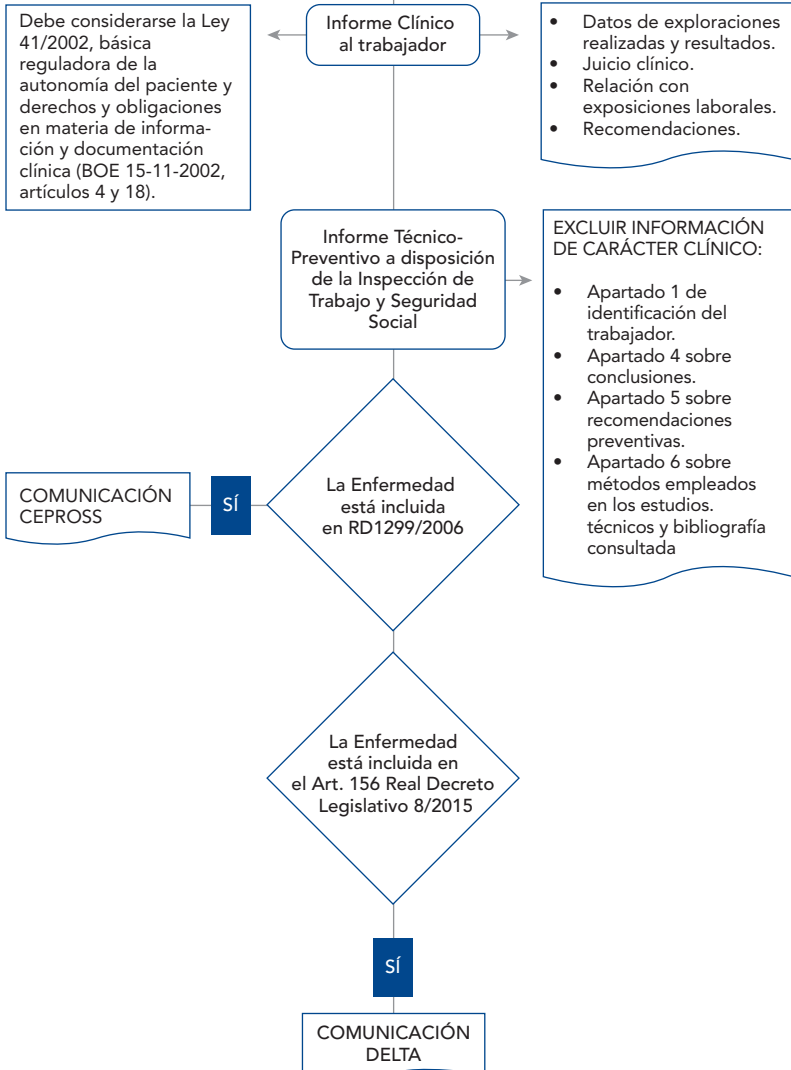 Debe considerarse la Ley
41/2002, básica
reguladora de la
autonomía del paciente y
derechos y obligaciones
en materia de informa-
ción y documentación
clínica (BOE 15-11-2002,
artículos 4 y 18).
Informe Clínico
al trabajador
• Datos de exploraciones
realizadas y resultados.
• Juicio clínico.
• Relación con
exposiciones laborales.
• Recomendaciones.
Informe Técnico-
Preventivo a disposición
de la Inspección de
Trabajo y Seguridad
Social
EXCLUIR INFORMACIÓN
DE CARÁCTER CLÍNICO:
• Apartado 1 de
identificación del
trabajador.
• Apartado 4 sobre
conclusiones.
• Apartado 5 sobre
recomendaciones
preventivas.
• Apartado 6 sobre
métodos empleados
en los estudios.
técnicos y bibliografía
consultada
COMUNICACIÓN
CEPROSS
SÍ
La Enfermedad
está incluida
en RD1299/2006
La Enfermedad
está incluida en
el Art. 156 Real Decreto
Legislativo 8/2015
SÍ
COMUNICACIÓN
DELTA